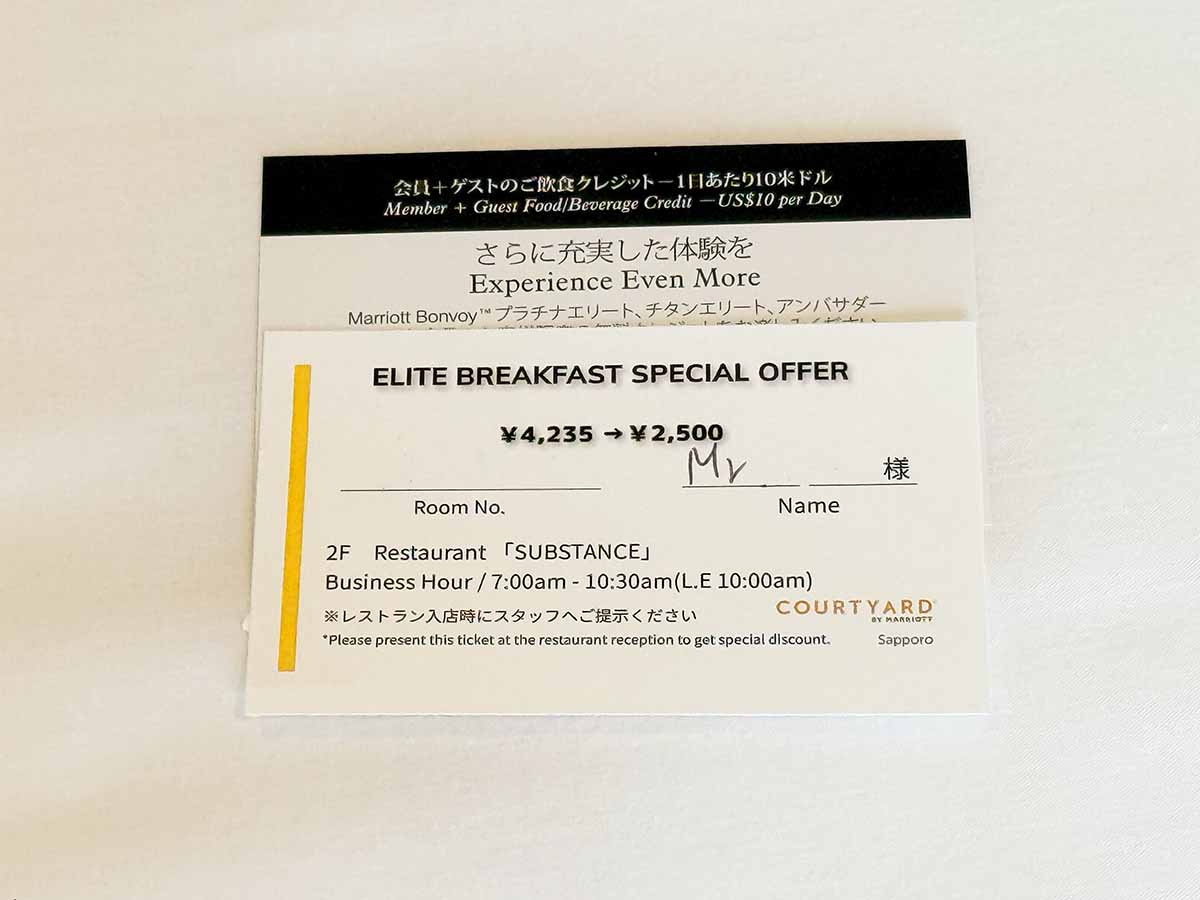 会員＋ゲストのご飲食クレジット－1日あたり10米ドル
Member + Guest Food/Beverage Credit —US$10 per Day
さらに充実した体験を
Experience Even More
Marriott Bonvoy™ プラチナエリート、チタンエリート、アンバサダー
ELITE BREAKFAST SPECIAL OFFER
¥4,235 → ¥2,500
Mr 様
Room No. Name
2F Restaurant 「SUBSTANCE」
Business Hour / 7:00am - 10:30am(L.E 10:00am)
※レストラン入店時にスタッフへご提示ください
*Please present this ticket at the restaurant reception to get special discount.
COURTYARD
BY MARRIOTT
Sapporo